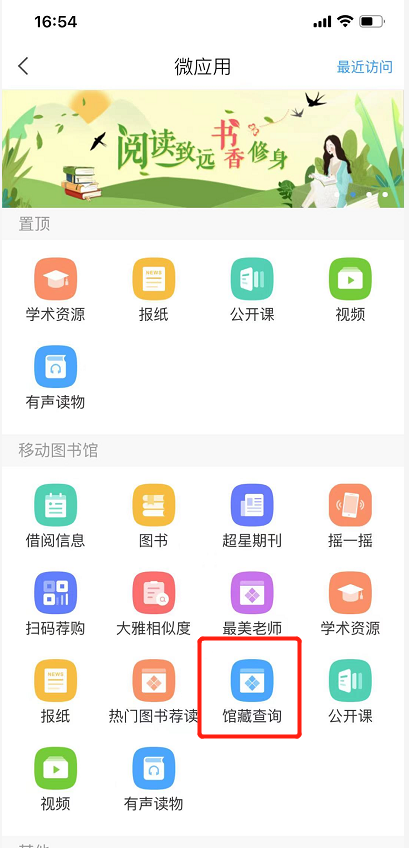 16:54
微应用
最近访问
阅读致远 书香修身
置顶
学术资源 报纸 公开课 视频
有声读物
移动图书馆
借阅信息 图书 超星期刊 摇一摇
扫码荐购 大雅相似度 最美老师 学术资源
报纸 热门图书荐读 馆藏查询 公开课
视频 有声读物